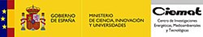 GOBIERNO
DE ESPAÑA
MINISTERIO
DE CIENCIA, INNOVACIÓN
Y UNIVERSIDADES
Ciemat
Centro de Investigaciones
Energéticas, Medioambientales
y Tecnológicas